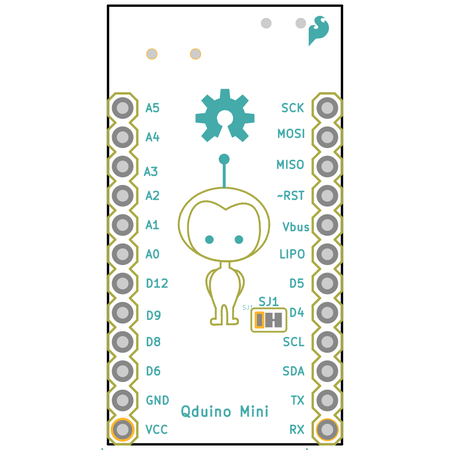 A5 SCK
A4 MOSI
A3 MISO
A2 ~RST
A1 Vbus
A0 LIPO
D12 D5
SJ1
SJ1
D9 D4
D8 SCL
D6 SDA
GND TX
Qduino Mini
VCC RX